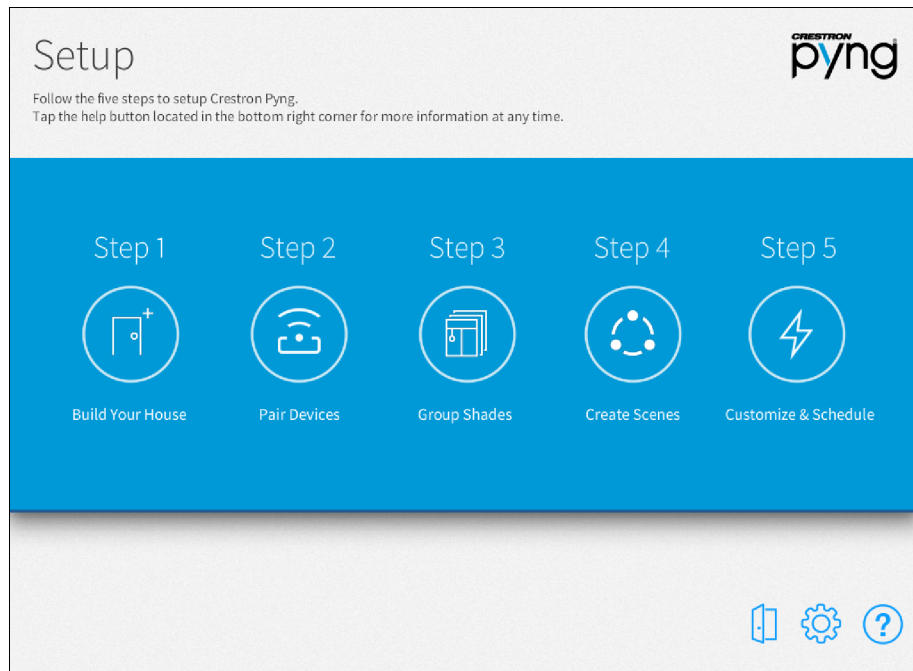 Setup
CRESTRON
pyng
Follow the five steps to setup Crestron Pyng.
Tap the help button located in the bottom right corner for more information at any time.
Step 1
Step 2
Step 3
Step 4
Step 5
Build Your House
Pair Devices
Group Shades
Create Scenes
Customize & Schedule
?